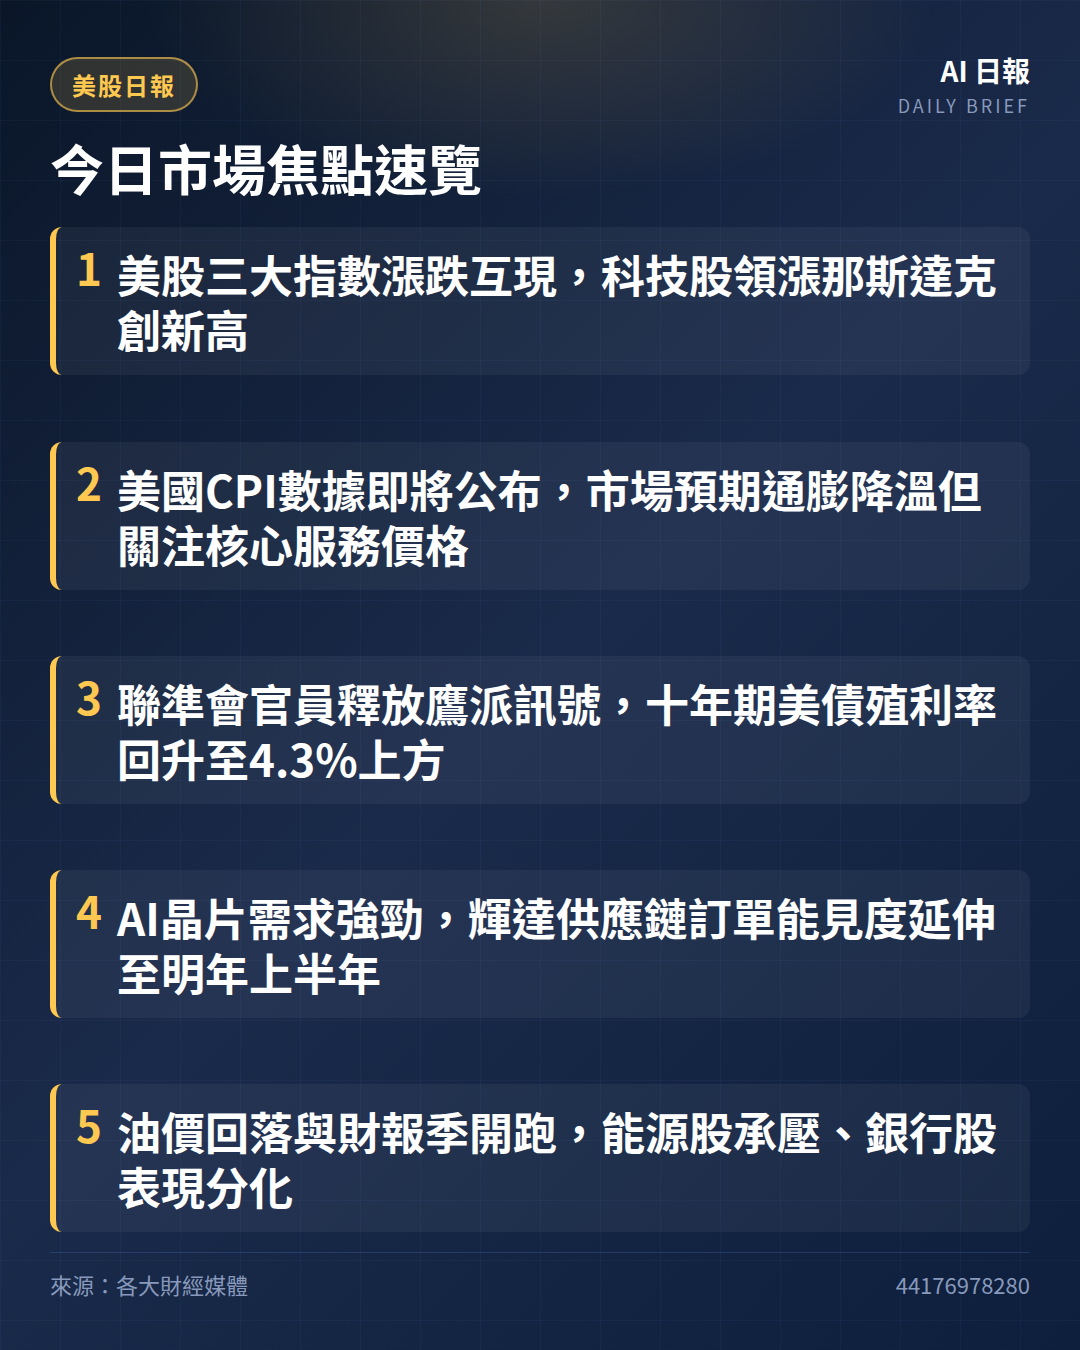 美股日報
AI 日報
DAILY BRIEF
今日市場焦點速覽
1 美股三大指數漲跌互現，科技股領漲那斯達克
創新高
2 美國CPI數據即將公布，市場預期通膨降溫但
關注核心服務價格
3 聯準會官員釋放鷹派訊號，十年期美債殖利率
回升至4.3%上方
4 AI晶片需求強勁，輝達供應鏈訂單能見度延伸
至明年上半年
5 油價回落與財報季開跑，能源股承壓、銀行股
表現分化
來源：各大財經媒體
44176978280